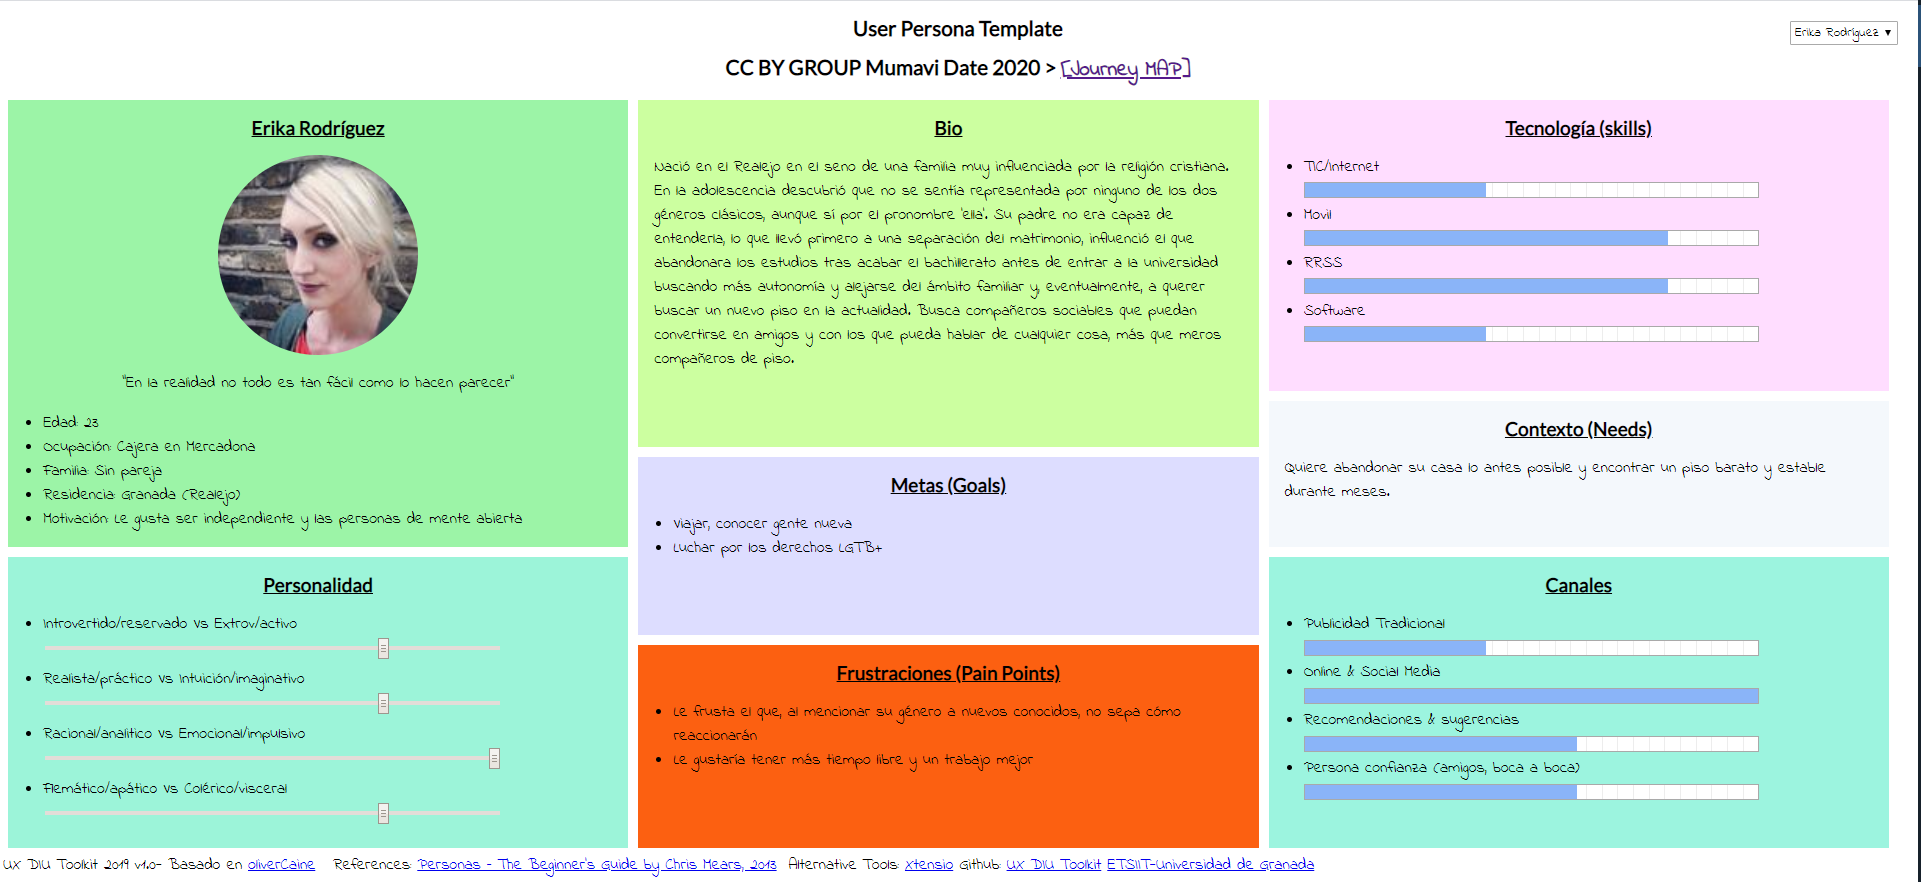 User Persona Template
Erika Rodríguez ▼
CC BY GROUP Mumavi Date 2020 > [Journey MAP]
Erika Rodríguez
"En la realidad no todo es tan fácil como lo hacen parecer"
Edad: 23
Ocupación: Cajera en Mercadona
Familia: Sin pareja
Residencia: Granada (Realejo)
Motivación: Le gusta ser independiente y las personas de mente abierta
Personalidad
Introvertido/reservado Vs Extrov/activo
Realista/práctico Vs Intuición/imaginativo
Racional/analitico Vs Emocional/impulsivo
Flemático/apático Vs Colérico/visceral
Bio
Nació en el Realejo en el seno de una familia muy influenciada por la religión cristiana.
En la adolescencia descubrió que no se sentía representada por ninguno de los dos
géneros clásicos, aunque sí por el pronombre 'ella'. Su padre no era capaz de
entenderla, lo que llevó primero a una separación del matrimonio, influenció el que
abandonara los estudios tras acabar el bachillerato antes de entrar a la universidad
buscando más autonomía y alejarse del ámbito familiar y, eventualmente, a querer
buscar un nuevo piso en la actualidad. Busca compañeros sociables que puedan
convertirse en amigos y con los que pueda hablar de cualquier cosa, más que meros
compañeros de piso.
Metas (Goals)
Viajar, conocer gente nueva
Luchar por los derechos LGTB+
Frustraciones (Pain Points)
Le frusta el que, al mencionar su género a nuevos conocidos, no sepa cómo
reaccionarán
Le gustaría tener más tiempo libre y un trabajo mejor
Tecnología (skills)
TIC/Internet
Movil
RRSS
Software
Contexto (Needs)
Quiere abandonar su casa lo antes posible y encontrar un piso barato y estable
durante meses.
Canales
Publicidad Tradicional
Online & Social Media
Recomendaciones & sugerencias
Persona confianza (amigos, boca a boca)
UX DIU Toolkit 2019 v1.0- Basado en oliverCaine References: Personas - The Beginner's Guide by Chris Mears, 2013 Alternative Tools: Xtensio Github: UX DIU Toolkit ETSIIT-Universidad de Granada